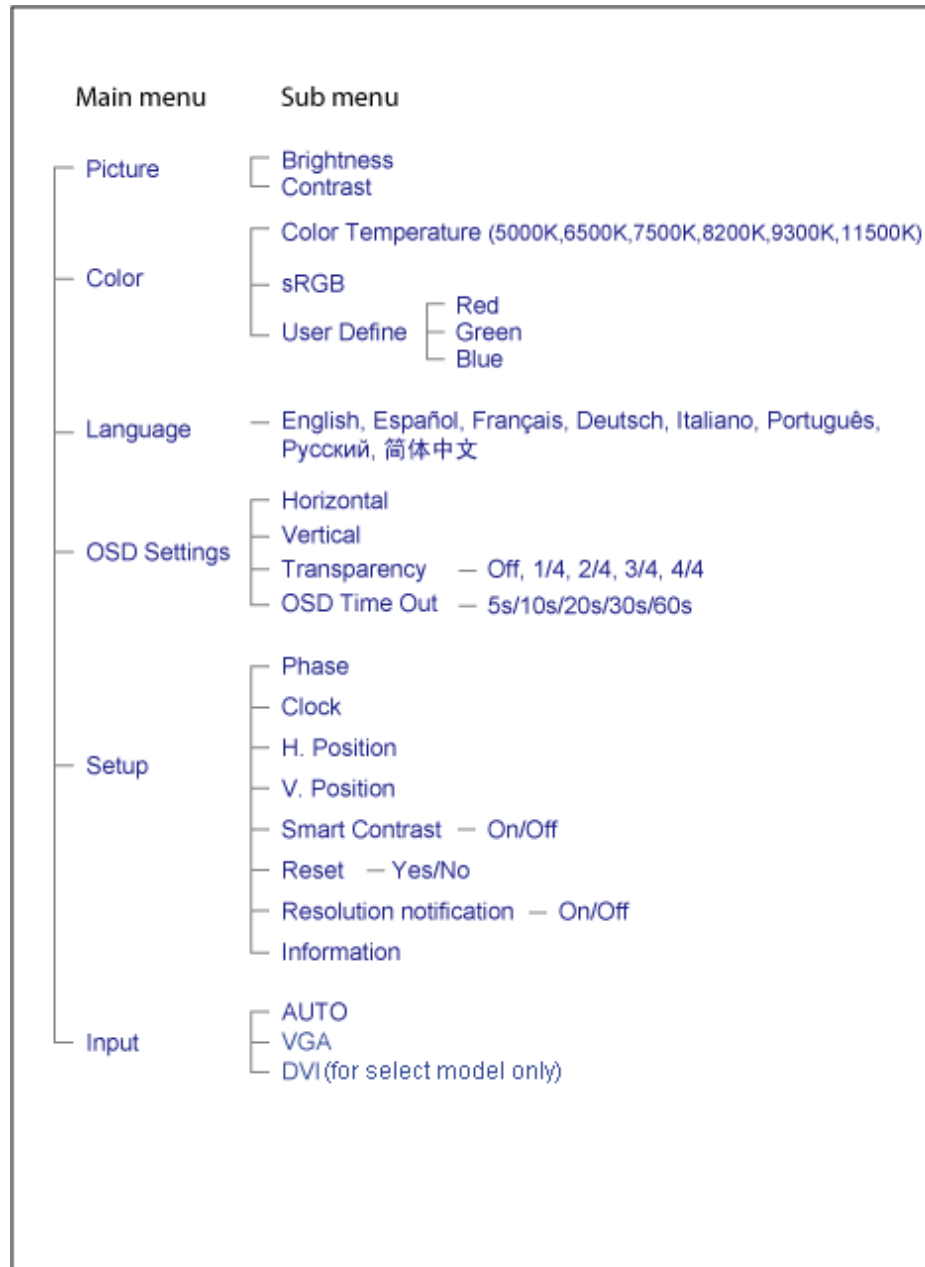 Main menu Sub menu
Picture Brightness
Contrast
Color Temperature (5000K,6500K,7500K,8200K,9300K,11500K)
Color sRGB
Red
User Define Green
Blue
Language English, Español, Français, Deutsch, Italiano, Português,
Русский, 简体中文
Horizontal
Vertical
OSD Settings
Transparency Off, 1/4, 2/4, 3/4, 4/4
OSD Time Out 5s/10s/20s/30s/60s
Phase
Clock
H. Position
Setup
V. Position
Smart Contrast On/Off
Reset Yes/No
Resolution notification On/Off
Information
AUTO
Input VGA
DVI(for select model only)